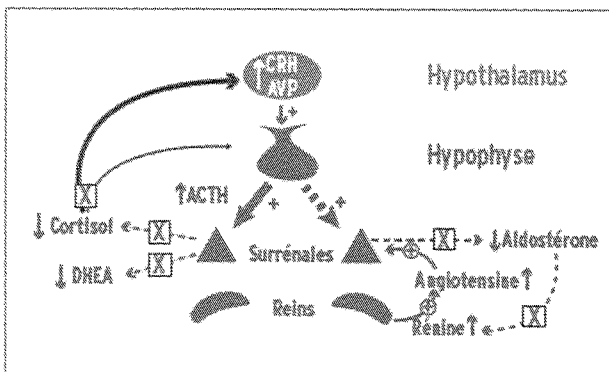 ↑ CRH
AVP
Hypothalamus
↓+
Hypophyse
↑ACTH
+
+
X
↓ Cortisol
X
Surrénales
X
↓Aldostérone
+
↓ DHEA
X
Angiotensine↑
Reins
+
Rénine↑
X